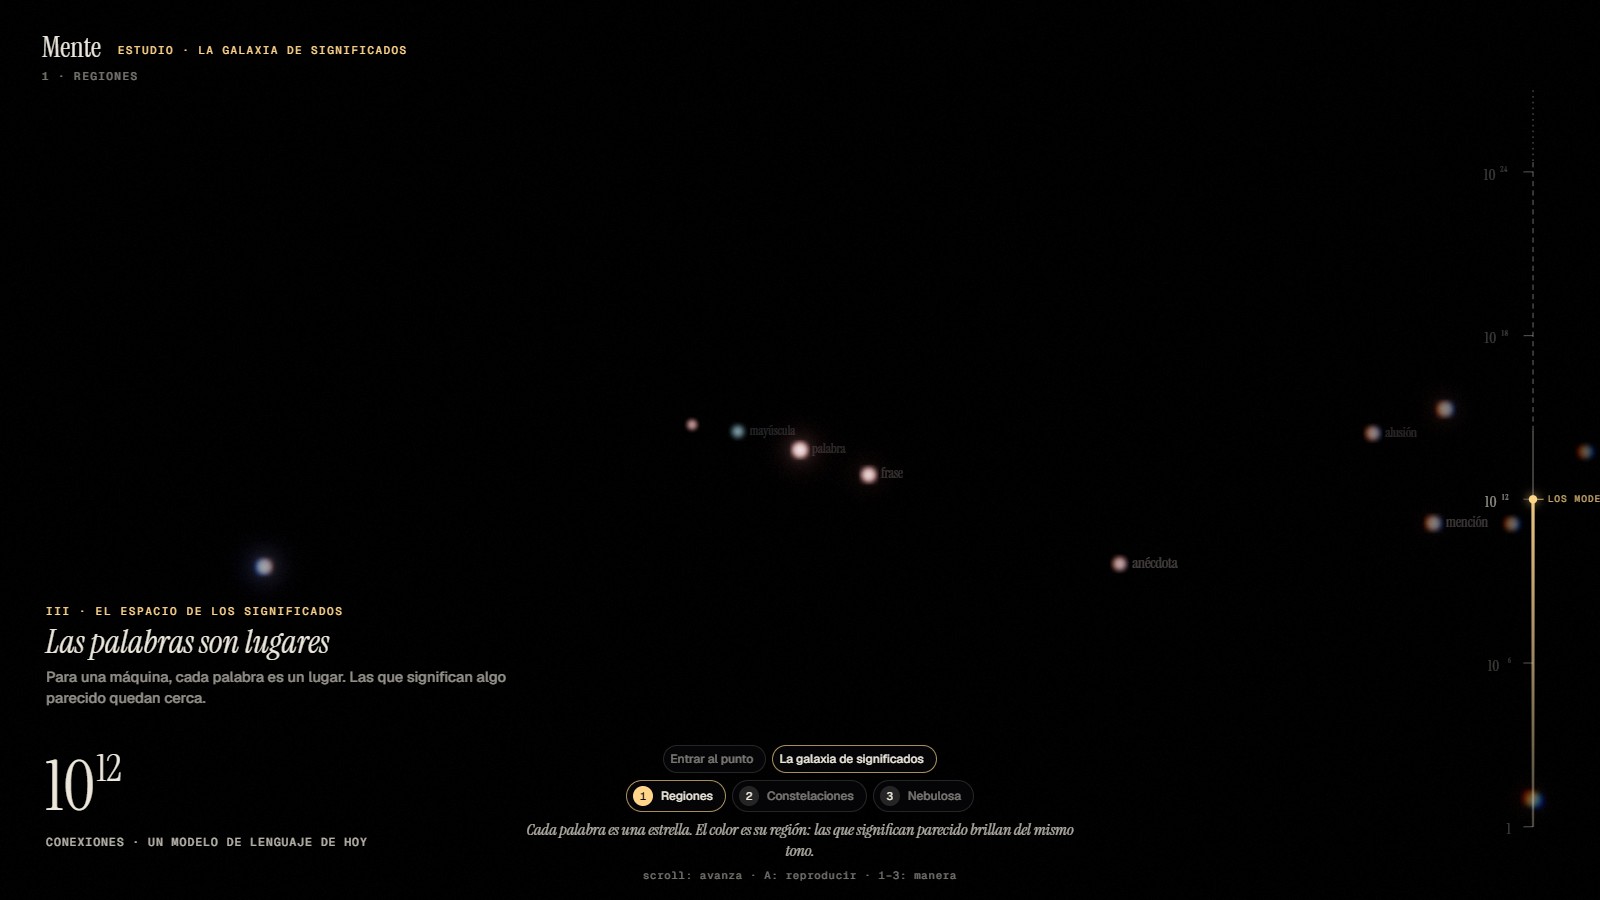 Mente ESTUDIO · LA GALAXIA DE SIGNIFICADOS
1 · REGIONES
10 24
10 18
mayúscula
palabra
alusión
frase
10 12
LOS MODE
mención
anécdota
III · EL ESPACIO DE LOS SIGNIFICADOS
Las palabras son lugares
Para una máquina, cada palabra es un lugar. Las que significan algo
parecido quedan cerca.
10 6
10 12
CONEXIONES · UN MODELO DE LENGUAJE DE HOY
Entrar al punto La galaxia de significados
1 Regiones 2 Constelaciones 3 Nebulosa
Cada palabra es una estrella. El color es su región: las que significan parecido brillan del mismo
tono.
1
scroll: avanza · A: reproducir · 1-3: manera